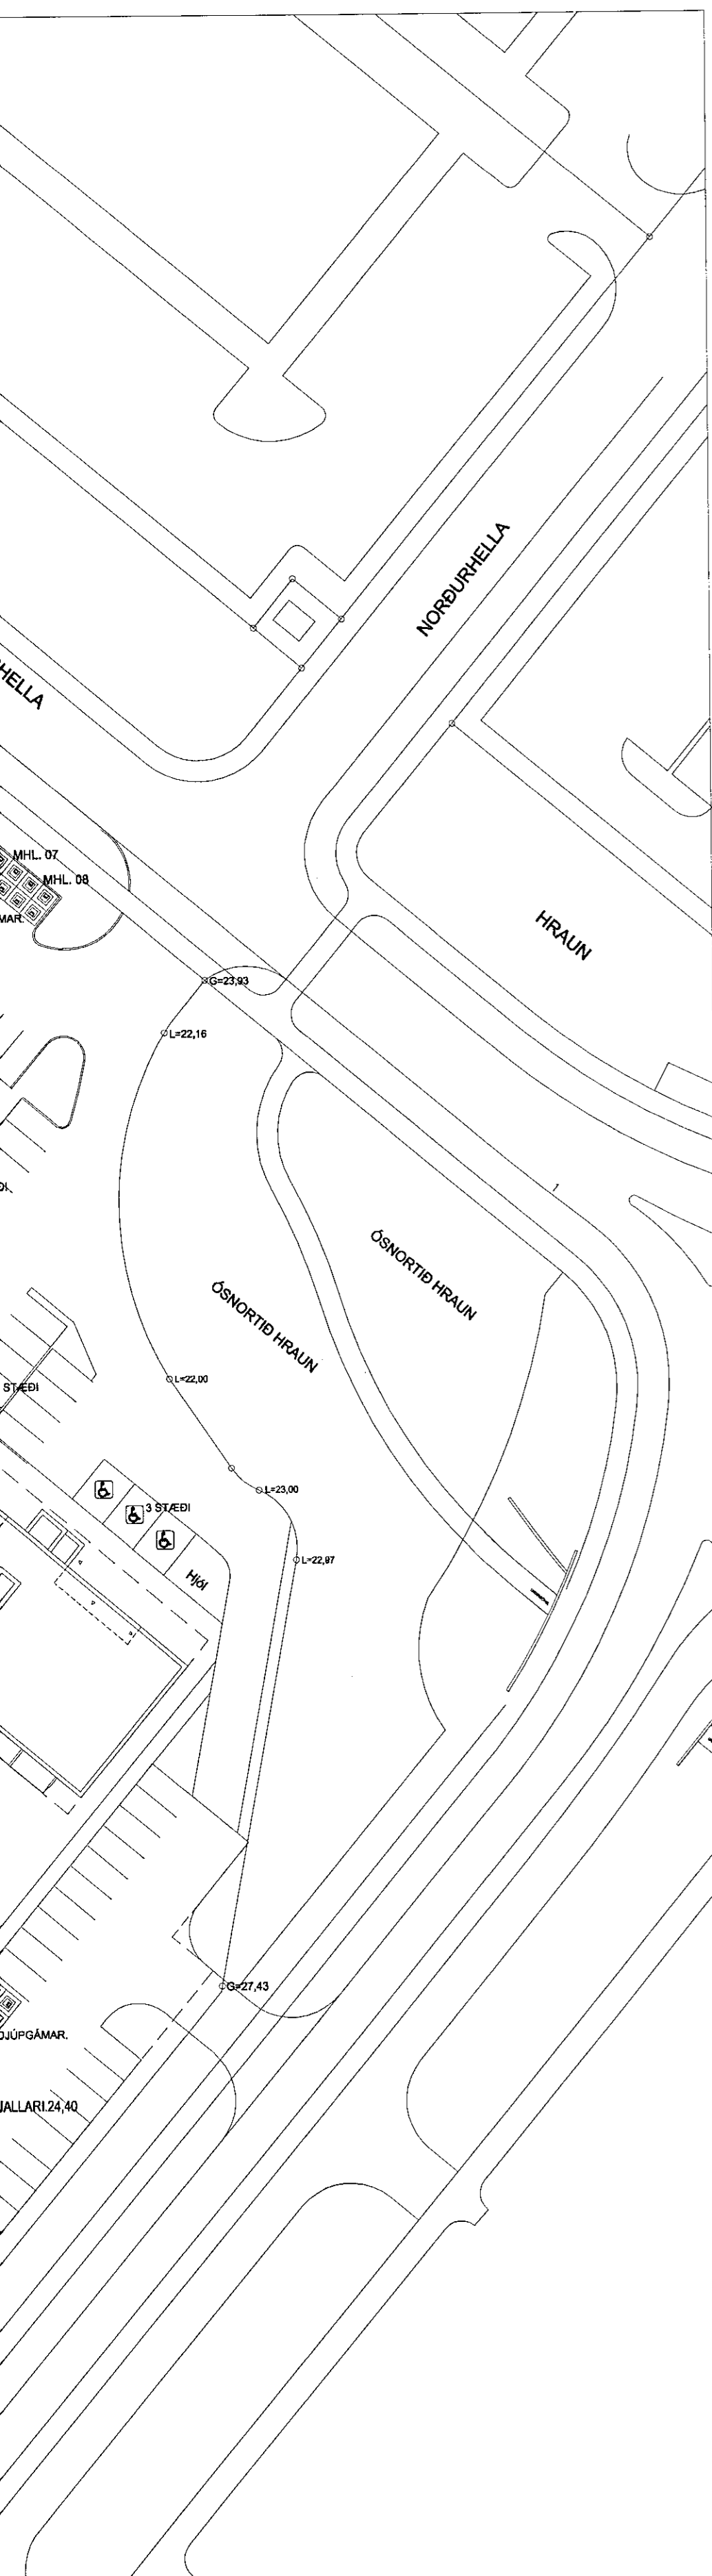 NORÐURHELLA
HELLA
MHL. 07
MHL. 08
MAR.
HRAUN
G=23,93
L=22,16
ÓSNORTIÐ HRAUN
ÓSNORTIÐ HRAUN
L=22,00
STÆÐI
L=23,00
3 STÆÐI
L=22,97
Hjól
G=27,43
DJÚPGÁMAR.
JALLARI.24,40